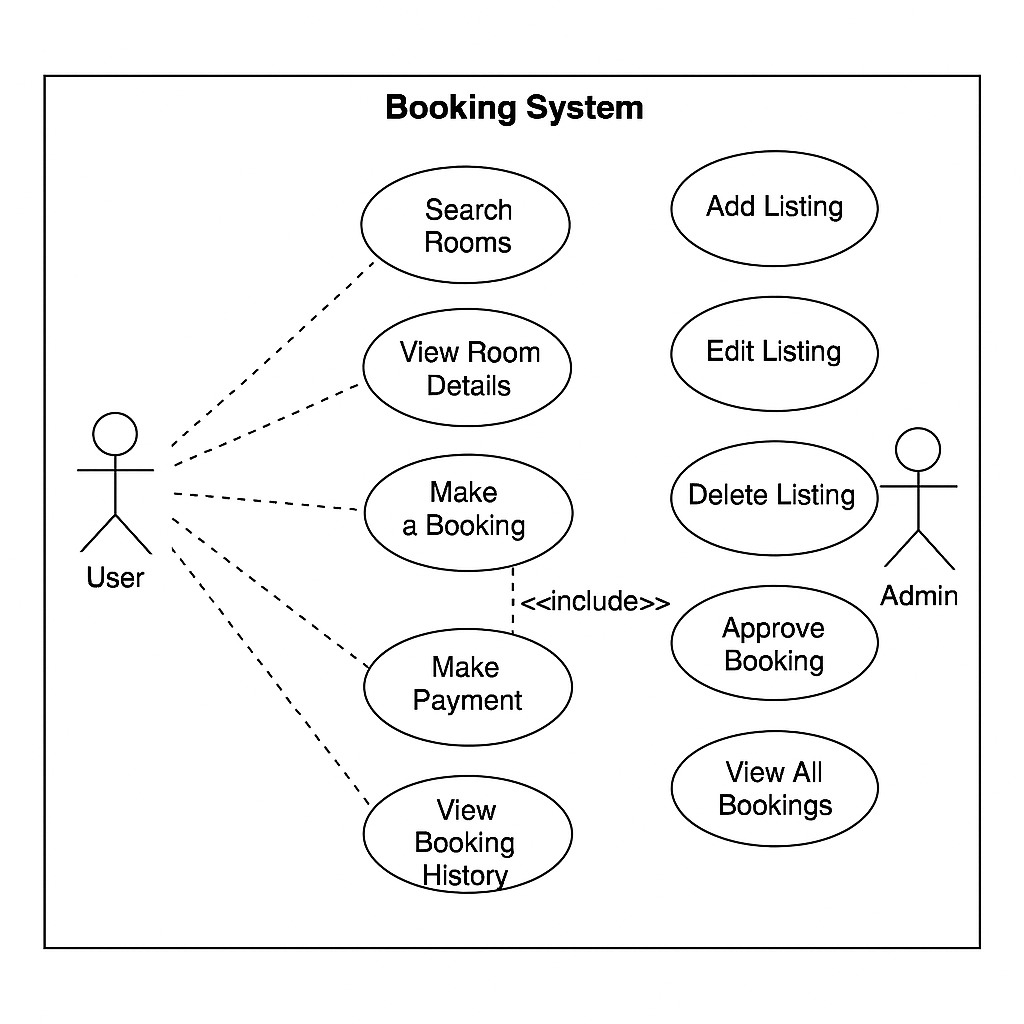 Booking System
Search
Rooms
View Room
Details
Make
a Booking
<<include>>
Make
Payment
View
Booking
History
Add Listing
Edit Listing
Delete Listing
Approve
Booking
View All
Bookings
User
Admin